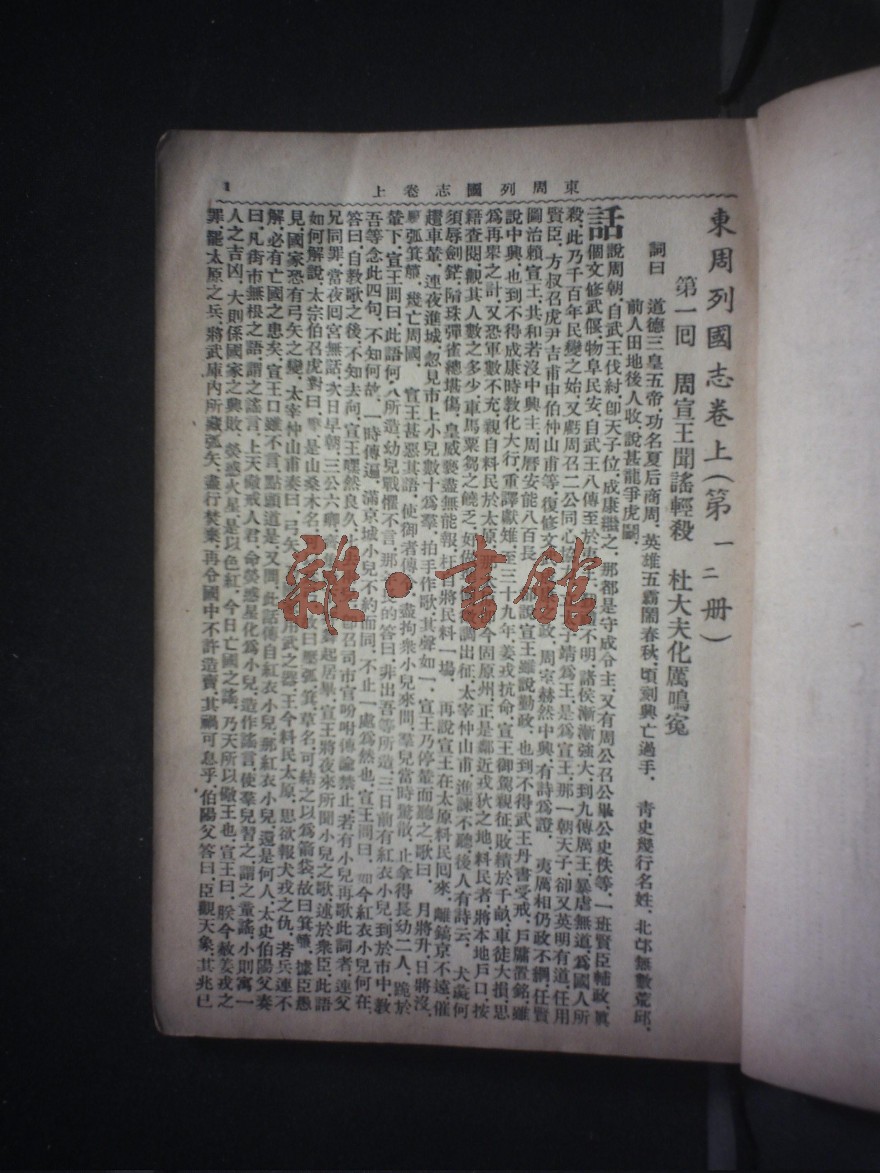 東周列國志卷上
1
東周列國志卷上(第一二册)
第一囘 周宣王聞謠輕殺 杜大夫化厲鳴冤
詞曰 道德三皇五帝、功名夏后商周、英雄五霸鬧春秋、頃刻興亡過手、 靑史幾行名姓、北邙無數荒邱、
前人田地後人收、說甚龍爭虎鬬、
話說周朝、自武王伐紂、卽天子位、成康繼之、那都是守成令主、又有周公召公畢公史佚等、一班賢臣輔政、眞
個文修武偃、物阜民安、自武王八傳至於夷王、不明、諸侯漸漸強大、到九傳厲王、暴虐無道、爲國人所
殺、此乃千百年民變之始、又虧周召二公同心協 子靖爲王、是爲宣王、那一朝天子、卻又英明有道、任用
賢臣、方叔召虎尹吉甫申伯仲山甫等、復修文 政、周室赫然中興、有詩爲證、 夷厲相仍政不綱、任賢
圖治賴宣王、共和若沒中興主、周曆安能八百長、 說宣王雖說勤政、也到不得武王丹書受戒、戶牖置銘、雖
說中興、也到不得成康時教化大行、重譯獻雉、至三十九年、姜戎抗命、宣王御駕親征、敗績於千畝、車徒大損、思
爲再舉之計、又恐軍數不充、親自料民於太原、 今固原州、正是鄰近戎狄之地、料民者、將本地戶口、按
籍查閱、觀其人數之多少、車馬粟芻之饒乏、好做 調出征、太宰仲山甫、進諫不聽、後人有詩云、 犬彘何
須辱劍鋩、隋珠彈雀總堪傷、皇威褻盡無能報、枉自將民料一場、 再說宣王在太原料民囘來、離鎬京不遠、催
趲車輦、連夜進城、忽見市上小兒數十爲羣、拍手作歌、其聲如一、宣王乃停輦而聽之、歌曰、 月將升、日將沒、
檿弧箕箙、幾亡周國、 宣王甚惡其語、使御者傳 盡拘衆小兒來問、羣兒當時驚散、止拿得長幼二人、跪於
輦下、宣王問曰、此語何人所造、幼兒戰懼不言、那 的答曰、非出吾等所造、三日前、有紅衣小兒、到於市中、教
吾等念此四句、不知何故、一時傳遍、滿京城小兒不約而同、不止一處爲然也、宣王問曰、如今紅衣小兒何在、
答曰、自教歌之後、不知去向、宣王嘿然良久、 召司市官吩咐傳諭禁止、若有小兒再歌此詞者、連父
兄同罪、當夜囘宮無話、次日早朝、三公六卿、 起居畢、宣王將夜來所聞小兒之歌、述於衆臣、此語
如何解說、太宗伯召虎對曰、檿是山桑木名、 故曰檿弧、箕草名、可結之以爲箭袋、故曰箕箙、據臣愚
見、國家恐有弓矢之變、太宰仲山甫奏曰、弓矢 用武之器、王今料民太原、思欲報犬戎之仇、若兵連不
解、必有亡國之患矣、宣王口雖不言、點頭道是、又問、此語傳自紅衣小兒、那紅衣小兒、還是何人、太史伯陽父奏
曰、凡街市無根之語、謂之謠言、上天儆戒人君、命熒惑星化爲小兒、造作謠言、使羣兒習之、謂之童謠、小則寓一
人之吉凶、大則係國家之興敗、熒惑火星、是以色紅、今日亡國之謠、乃天所以儆王也、宣王曰、朕今赦姜戎之
罪、罷太原之兵、將武庫內所藏弧矢、盡行焚棄、再令國中不許造賣、其禍可息乎、伯陽父答曰、臣觀天象、其兆已
雜·書館